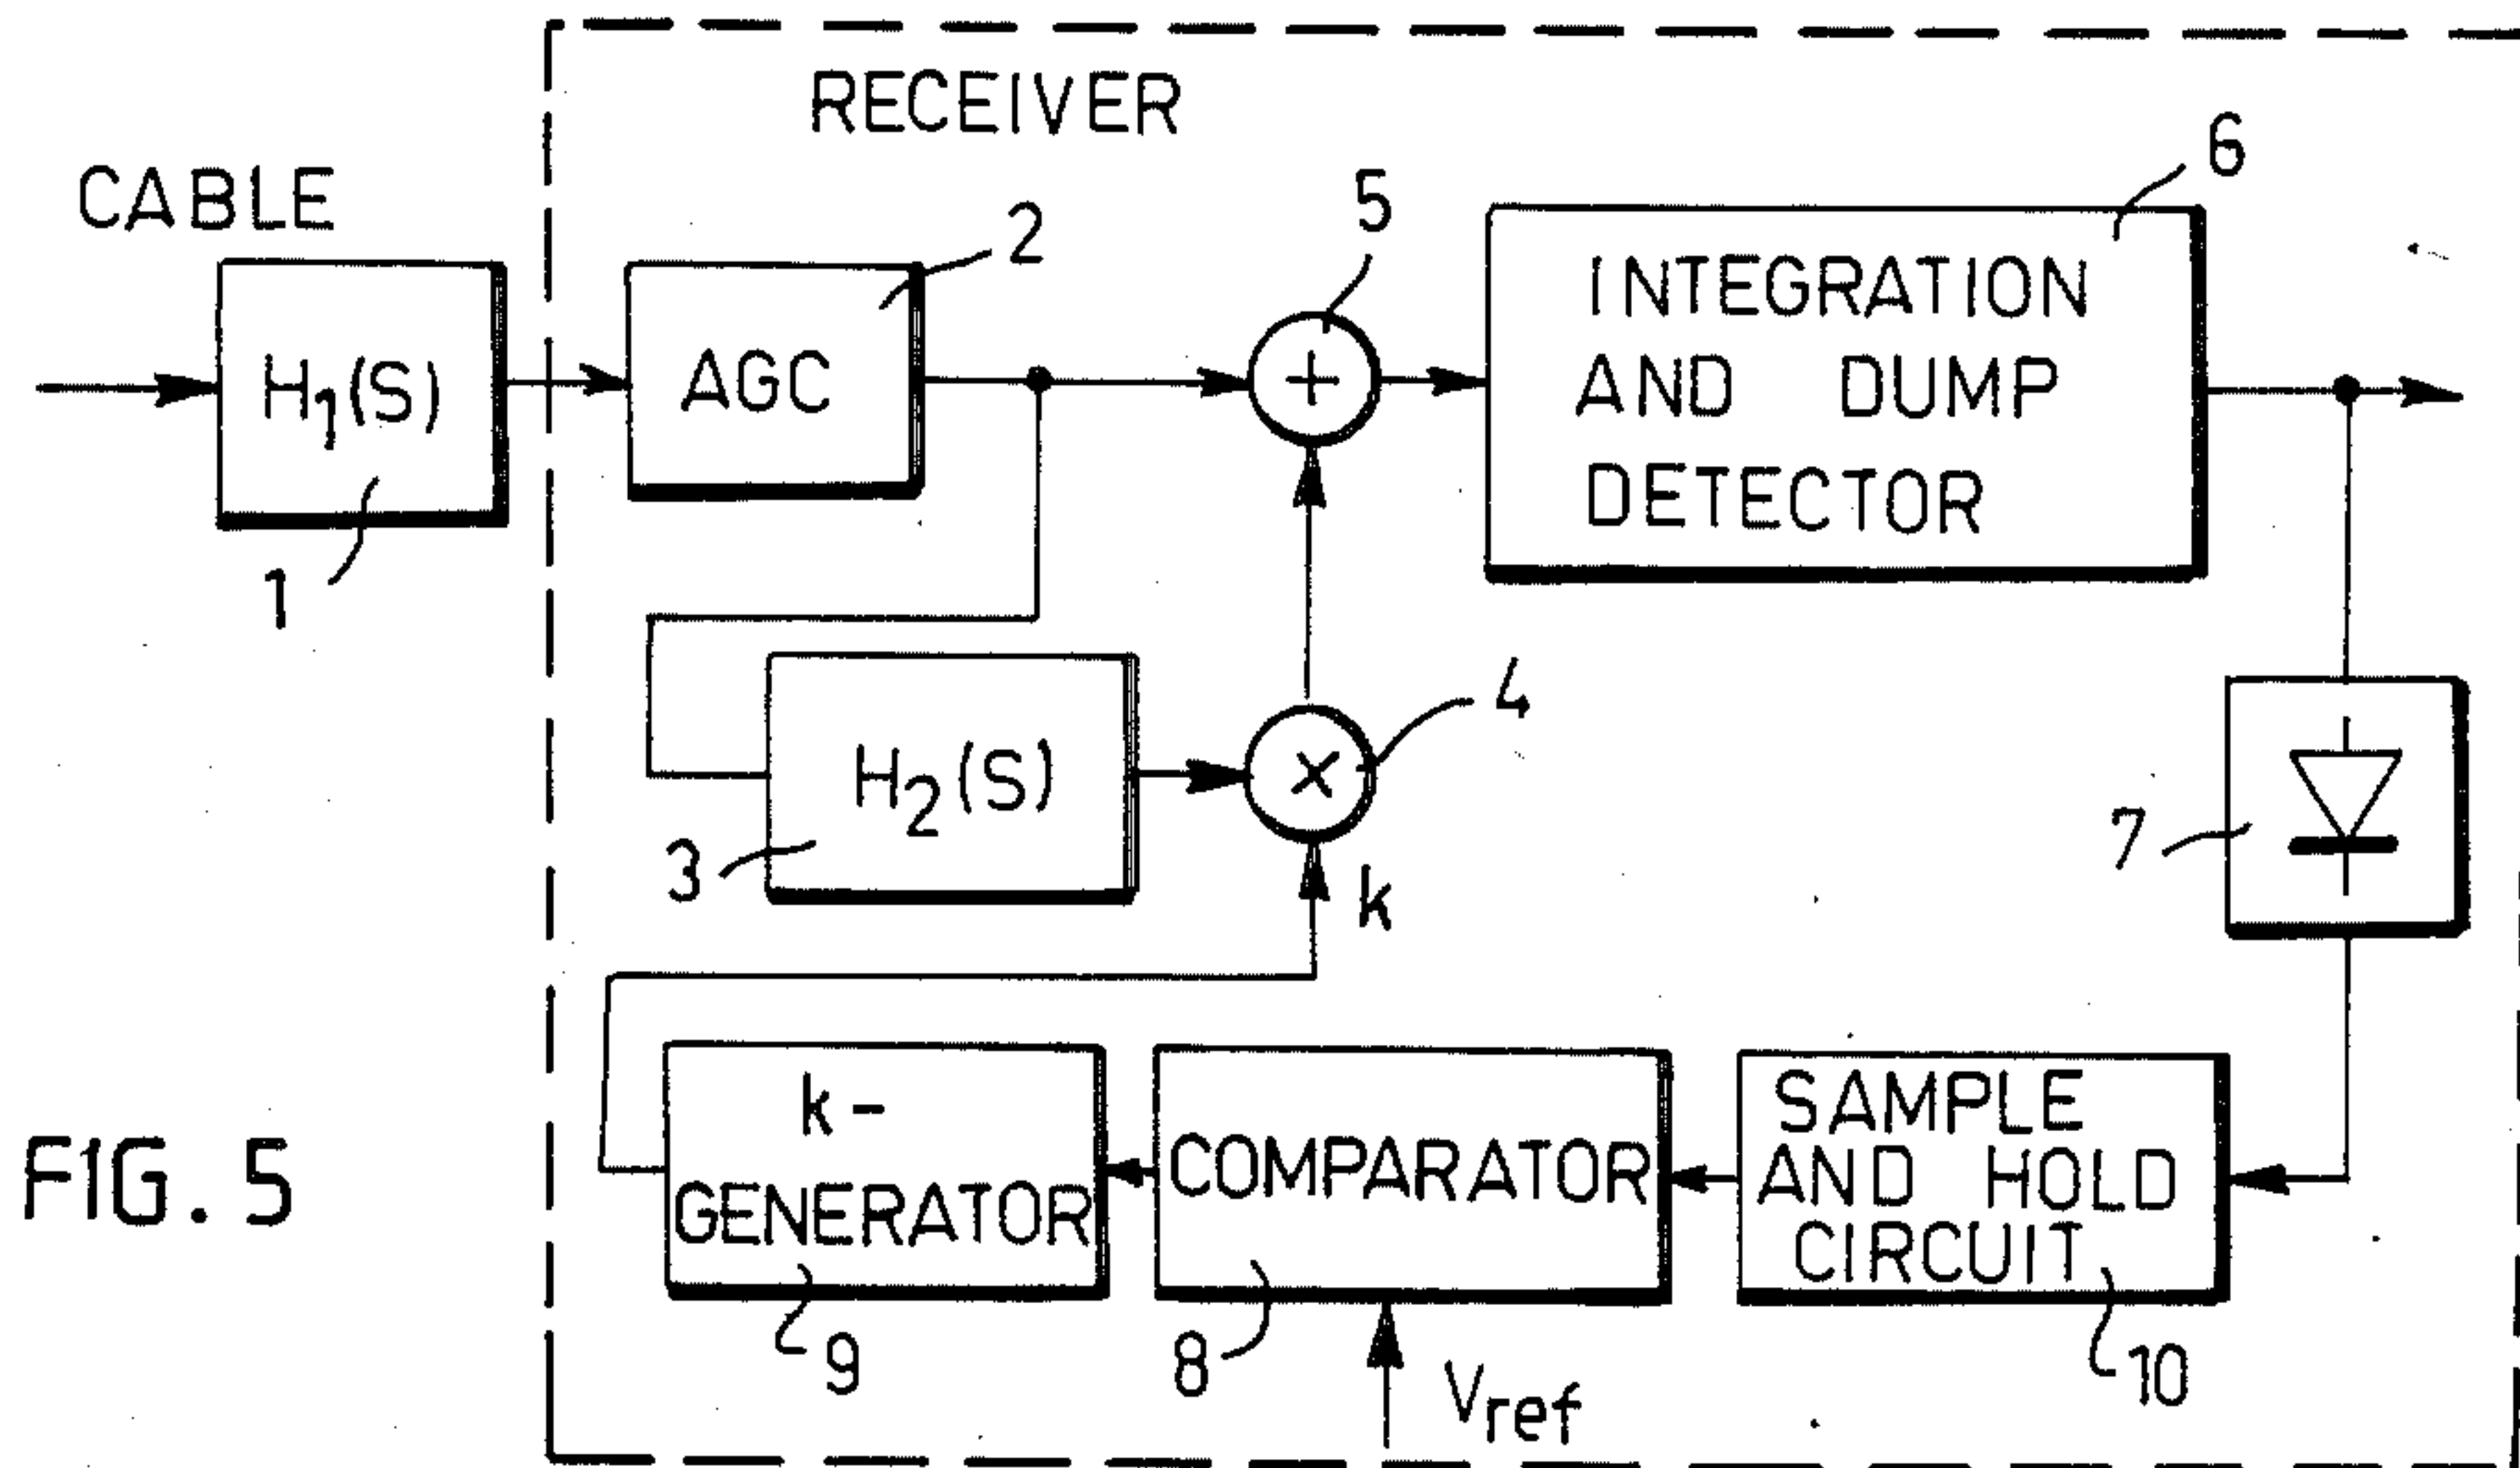 RECEIVER
CABLE
H1(S)
1
AGC
2
5
+
INTEGRATION
AND DUMP
DETECTOR
6
H2(S)
3
×
4
k
7
k-
GENERATOR
9
COMPARATOR
8
Vref
SAMPLE
AND HOLD
CIRCUIT
10
FIG. 5